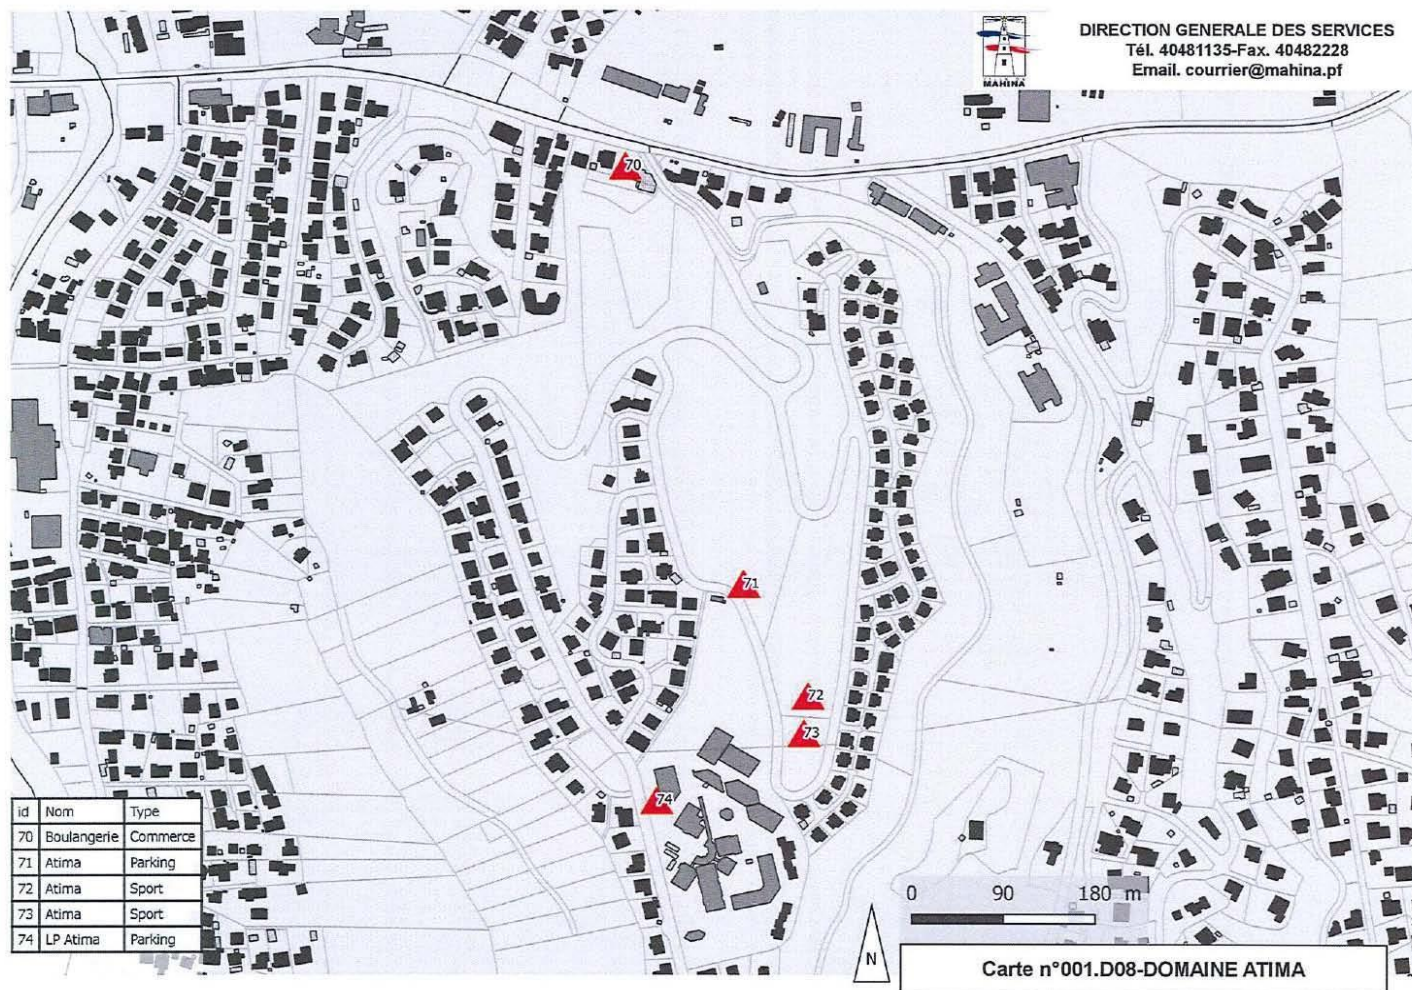 DIRECTION GENERALE DES SERVICES
Tél. 40481135-Fax. 40482228
Email. courrier@mahina.pf
MAHINA
70
71
72
73
74
id Nom Type
70 Boulangerie Commerce
71 Atima Parking
72 Atima Sport
73 Atima Sport
74 LP Atima Parking
0 90 180 m
N
Carte n°001.D08-DOMAINE ATIMA